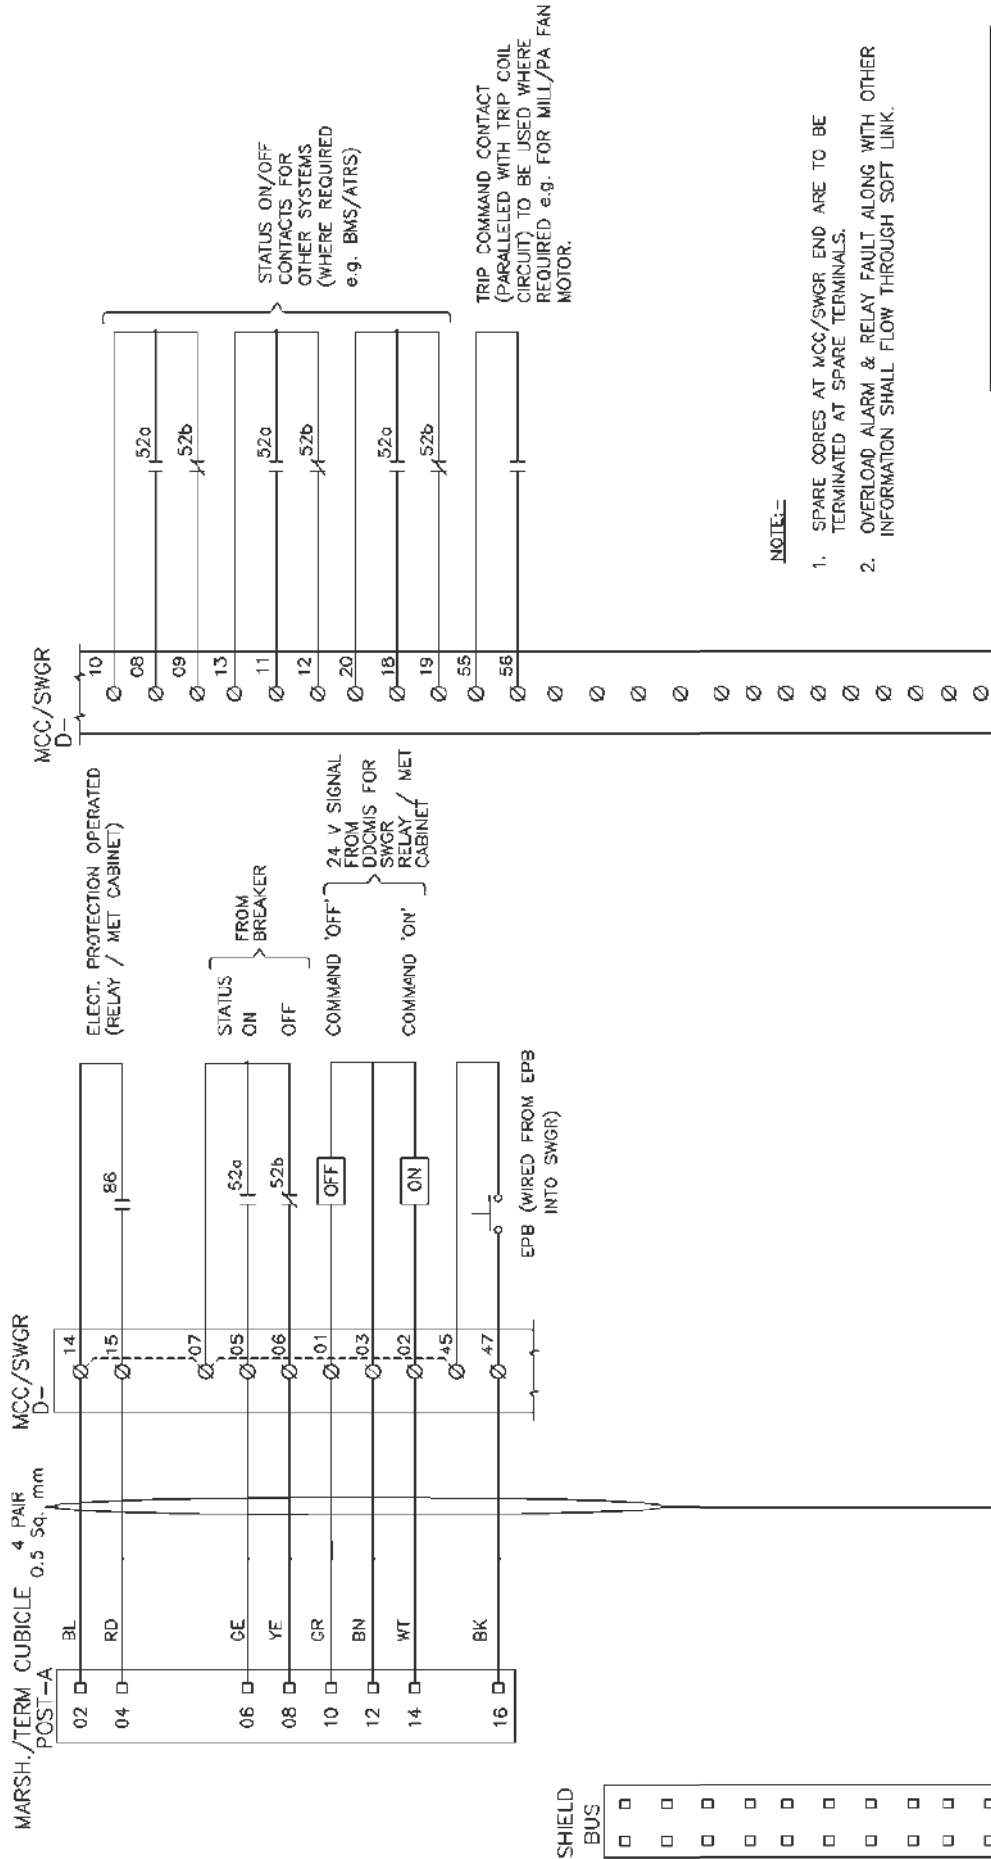 MARSH./TERM CUBICLE
POST-A
4 PAIR
0.5 Sq. mm
MCC/SWGR
D-
02 BL 14
04 RD 15 86
ELECT. PROTECTION OPERATED
(RELAY / MET CABINET)
07
06 GE 05 52a
08 YE 06 52b
STATUS
ON
OFF
FROM
BREAKER
10 GR 01 OFF
12 BN 03
14 WT 02 ON
COMMAND 'OFF'
COMMAND 'ON'
24 V SIGNAL
FROM
DDCMIS FOR
SWGR
RELAY / MET
CABINET
45
16 BK 47
EPB (WIRED FROM EPB
INTO SWGR)
SHIELD
BUS
MCC/SWGR
D-
10
08 52a
09 52b
13
11 52a
12 52b
20
18 52a
19 52b
STATUS ON/OFF
CONTACTS FOR
OTHER SYSTEMS
(WHERE REQUIRED
e.g. BMS/ATRS)
55
56
TRIP COMMAND CONTACT
(PARALLELED WITH TRIP COIL
CIRCUIT) TO BE USED WHERE
REQUIRED e.g. FOR MILL/PA FAN
MOTOR.
NOTE:-
1. SPARE CORES AT MCC/SWGR END ARE TO BE
TERMINATED AT SPARE TERMINALS.
2. OVERLOAD ALARM & RELAY FAULT ALONG WITH OTHER
INFORMATION SHALL FLOW THROUGH SOFT LINK.